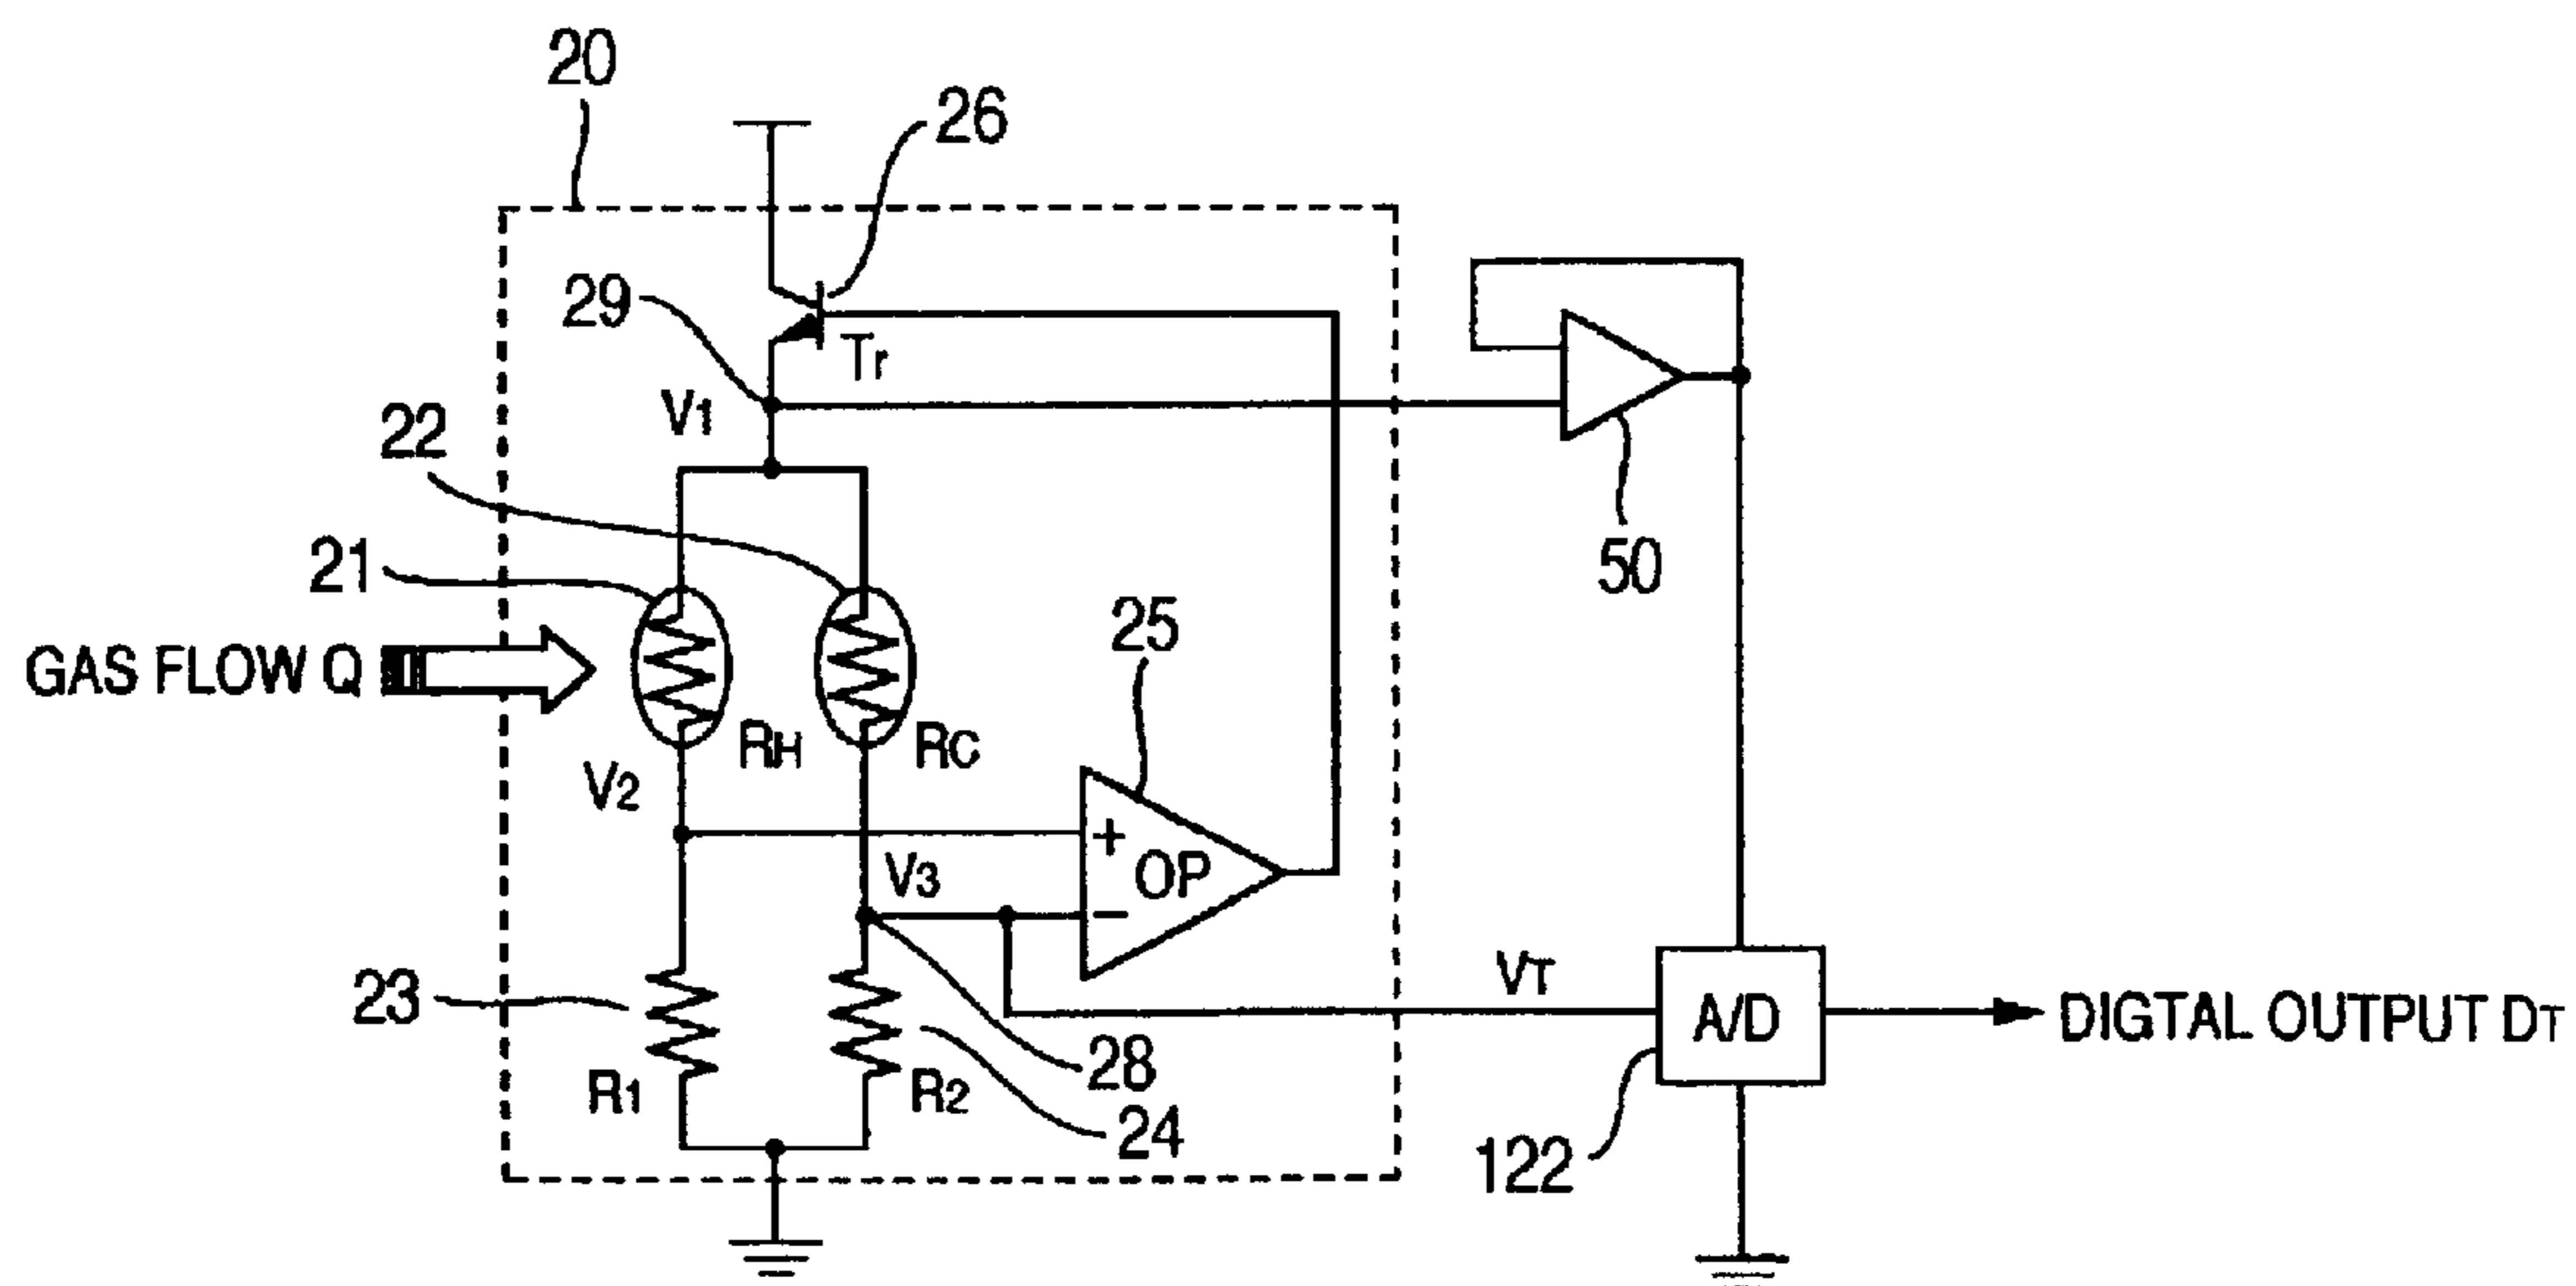 20
26
29
Tr
V1
22
50
21
25
GAS FLOW Q
RH
RC
V2
+
OP
V3
−
VT
23
A/D
DIGTAL OUTPUT DT
28
R1
R2
24
122